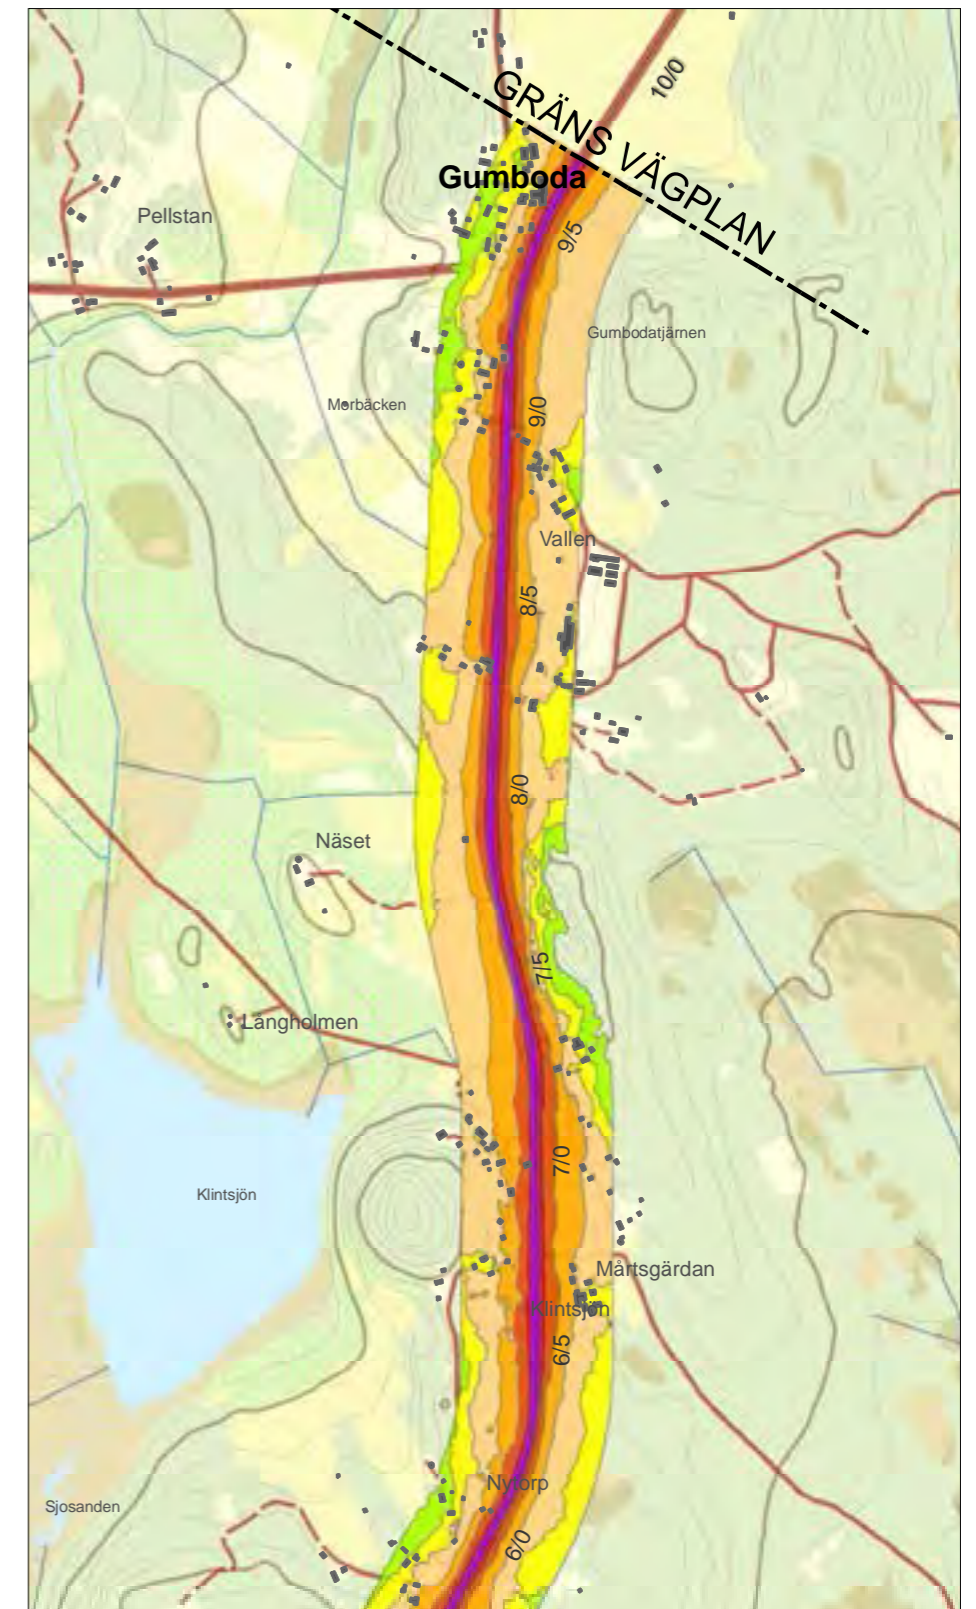 10/0
GRÄNS VÄGPLAN
Gumboda
Pellstan
9/5
Gumbodatjärnen
Morbäcken
9/0
Vallen
8/5
8/0
Näset
7/5
Långholmen
7/0
Klintsjön
Mårtsgärdan
Klintsjön
6/5
Nytorp
Sjosanden
6/0